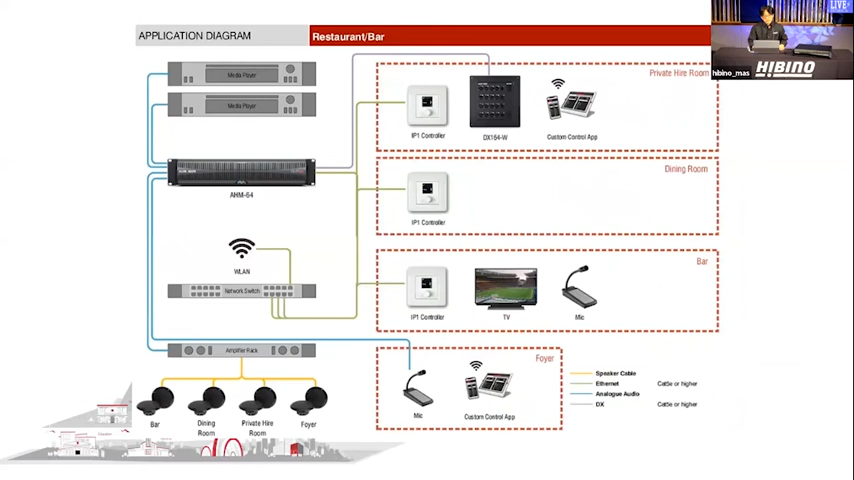 APPLICATION DIAGRAM
Restaurant/Bar
LIVE
hibino_mas
HIBINO
Media Player
Media Player
AHM-64
WLAN
Network Switch
Amplifier Rack
Bar
Dining
Room
Private Hire
Room
Foyer
Private Hire Room
IP1 Controller
DX164-W
Custom Control App
Dining Room
IP1 Controller
Bar
IP1 Controller
TV
Mic
Foyer
Mic
Custom Control App
Speaker Cable
Ethernet
Cat5e or higher
Analogue Audio
DX
Cat5e or higher